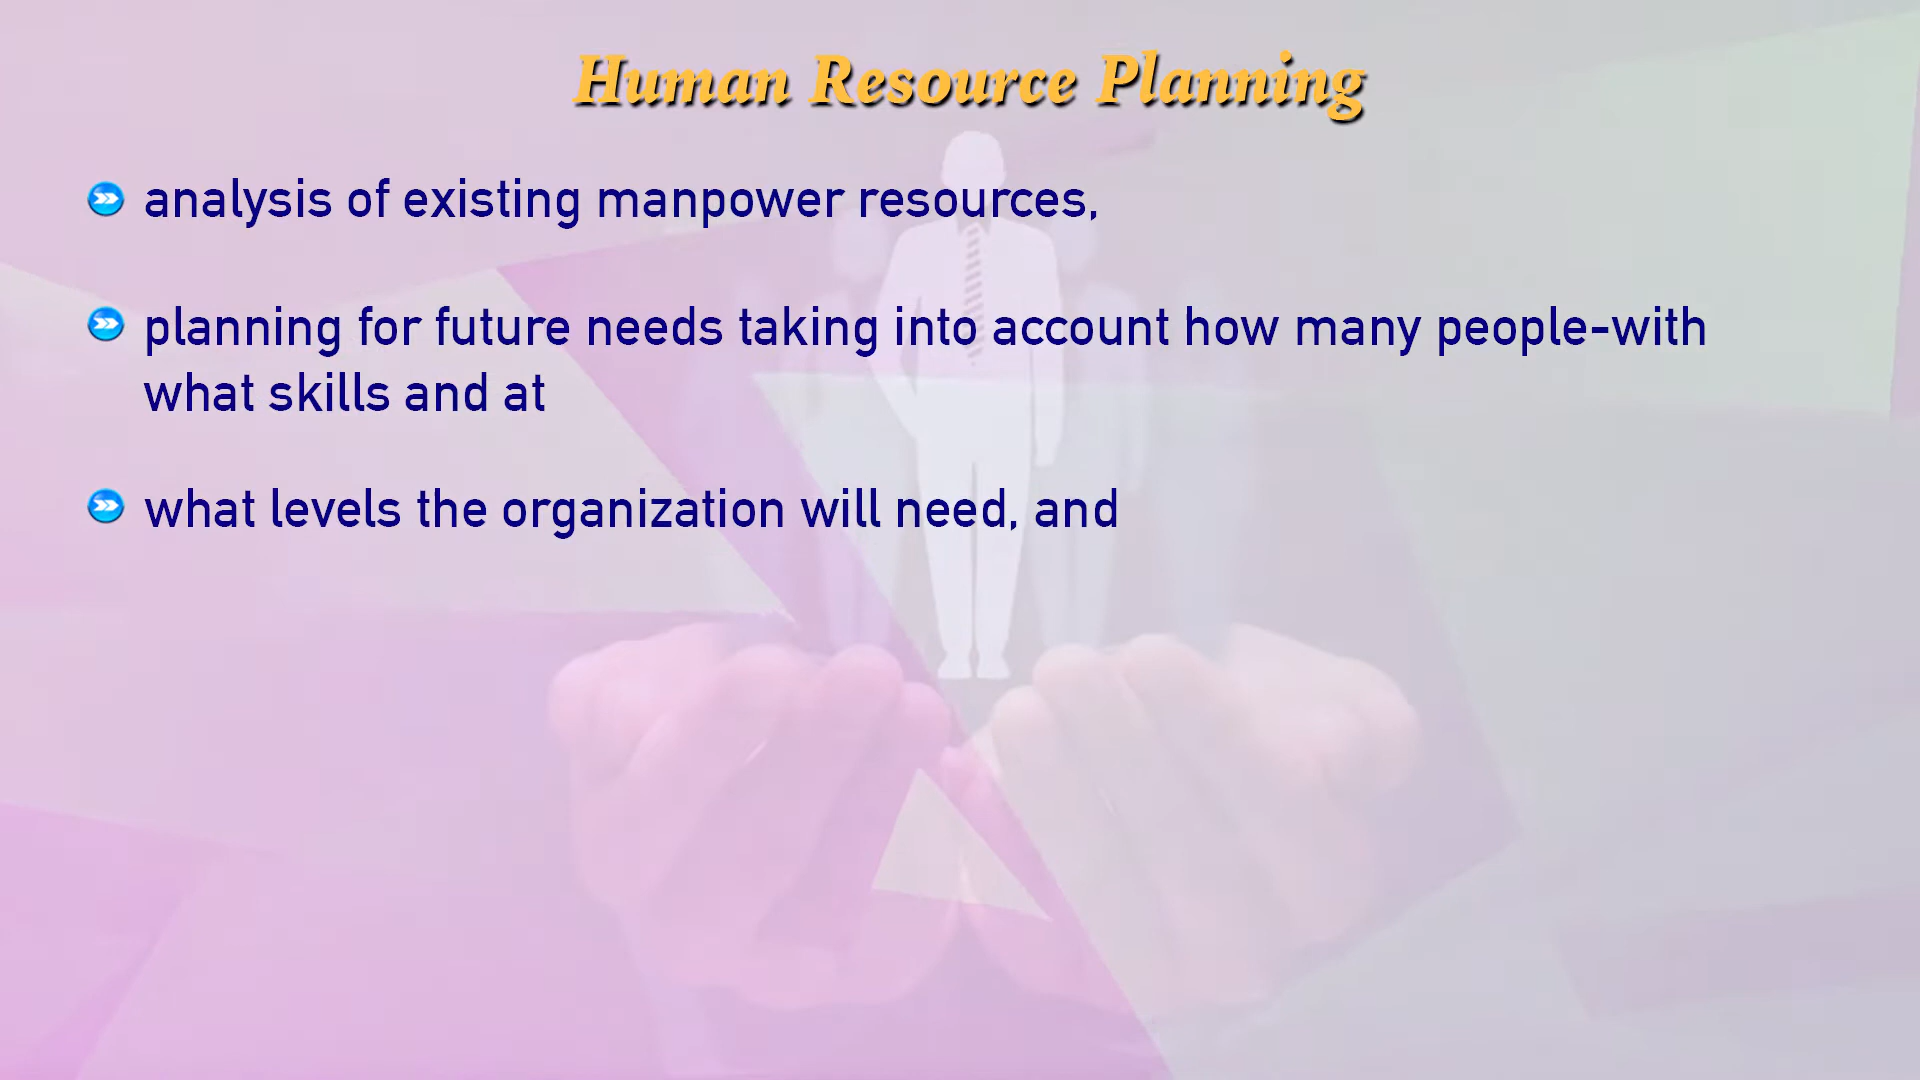 Human Resource Planning
analysis of existing manpower resources,
planning for future needs taking into account how many people-with
what skills and at
what levels the organization will need, and